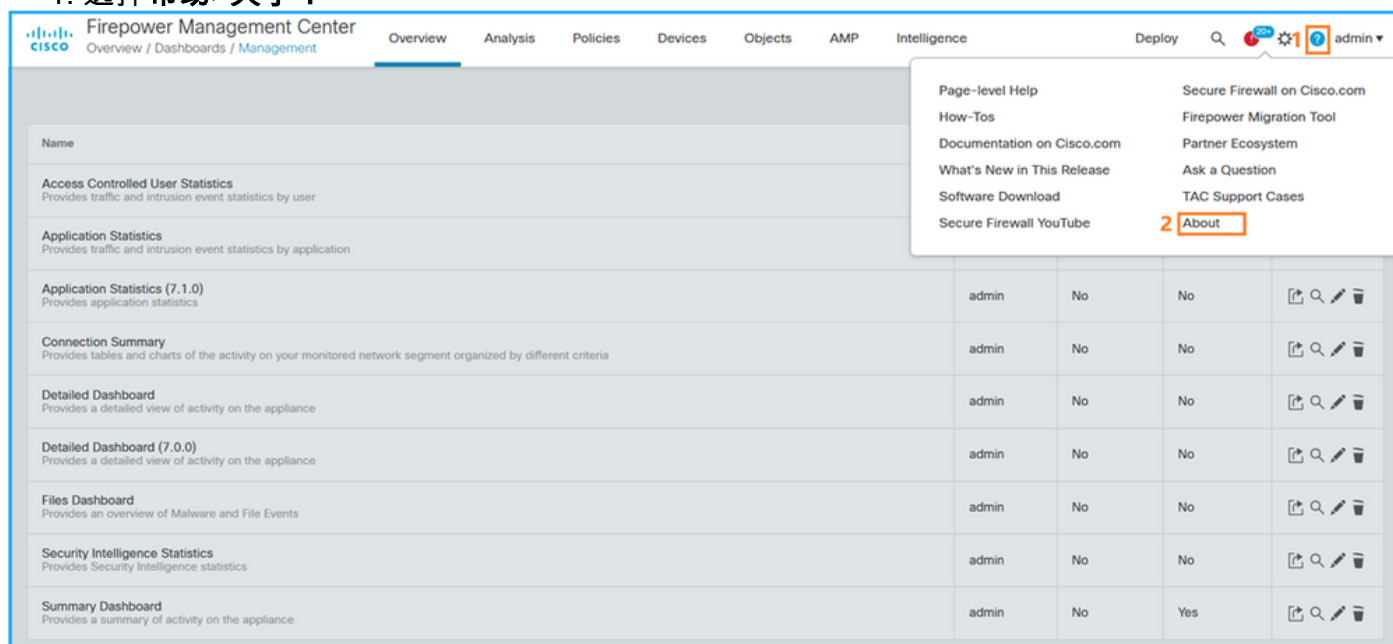 Firepower Management Center
CISCO
Overview / Dashboards / Management
Overview Analysis Policies Devices Objects AMP Intelligence Deploy 20+ 1 ? admin
Page-level Help Secure Firewall on Cisco.com
How-Tos Firepower Migration Tool
Documentation on Cisco.com Partner Ecosystem
What's New in This Release Ask a Question
Software Download TAC Support Cases
Secure Firewall YouTube 2 About
Name
Access Controlled User Statistics
Provides traffic and intrusion event statistics by user
Application Statistics
Provides traffic and intrusion event statistics by application
Application Statistics (7.1.0)
Provides application statistics
admin No No
Connection Summary
Provides tables and charts of the activity on your monitored network segment organized by different criteria
admin No No
Detailed Dashboard
Provides a detailed view of activity on the appliance
admin No No
Detailed Dashboard (7.0.0)
Provides a detailed view of activity on the appliance
admin No No
Files Dashboard
Provides an overview of Malware and File Events
admin No No
Security Intelligence Statistics
Provides Security Intelligence statistics
admin No No
Summary Dashboard
Provides a summary of activity on the appliance
admin No Yes